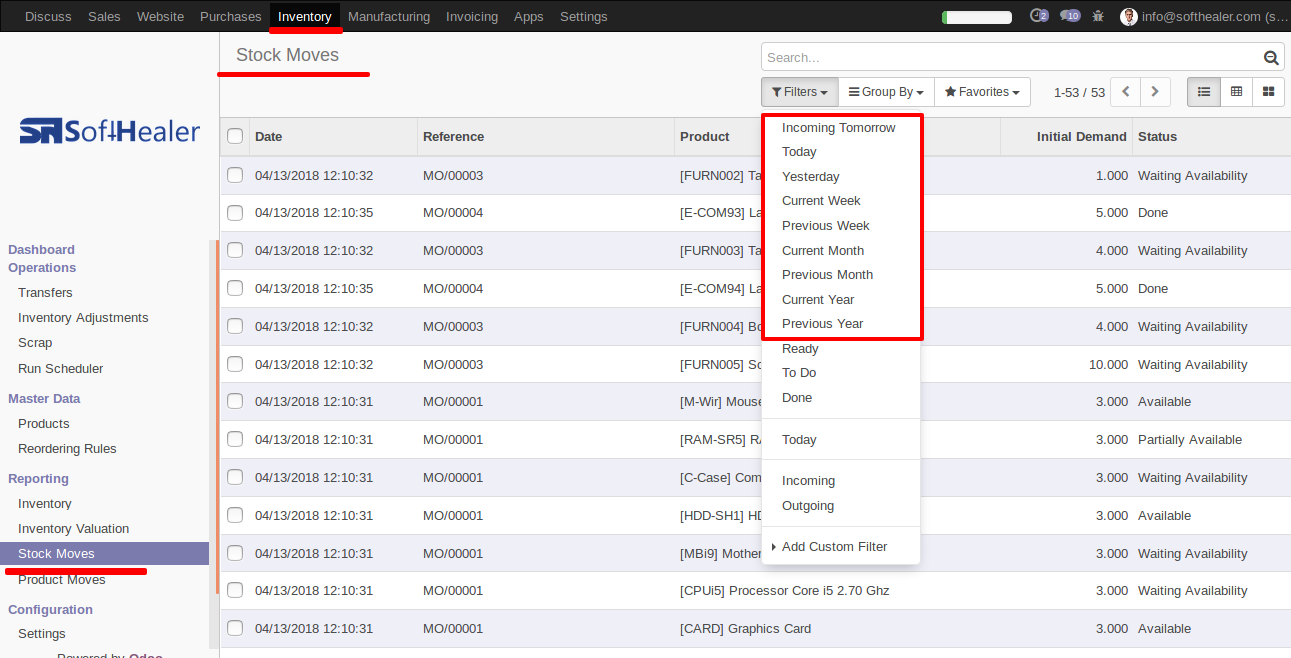 Discuss Sales Website Purchases Inventory Manufacturing Invoicing Apps Settings 2 10 info@softhealer.com (s...
Stock Moves
Search...
Filters Group By Favorites 1-53 / 53
SoftHealer
Dashboard
Operations
Transfers
Inventory Adjustments
Scrap
Run Scheduler
Master Data
Products
Reordering Rules
Reporting
Inventory
Inventory Valuation
Stock Moves
Product Moves
Configuration
Settings
Powered by Odoo
Date Reference Product Initial Demand Status
04/13/2018 12:10:32 MO/00003 [FURN002] Ta 1.000 Waiting Availability
04/13/2018 12:10:35 MO/00004 [E-COM93] La 5.000 Done
04/13/2018 12:10:32 MO/00003 [FURN003] Ta 4.000 Waiting Availability
04/13/2018 12:10:35 MO/00004 [E-COM94] La 5.000 Done
04/13/2018 12:10:32 MO/00003 [FURN004] Bo 4.000 Waiting Availability
04/13/2018 12:10:32 MO/00003 [FURN005] Sc 10.000 Waiting Availability
04/13/2018 12:10:31 MO/00001 [M-Wir] Mouse 3.000 Available
04/13/2018 12:10:31 MO/00001 [RAM-SR5] RA 3.000 Partially Available
04/13/2018 12:10:31 MO/00001 [C-Case] Com 3.000 Waiting Availability
04/13/2018 12:10:31 MO/00001 [HDD-SH1] HD 3.000 Available
04/13/2018 12:10:31 MO/00001 [MBi9] Mother 3.000 Waiting Availability
04/13/2018 12:10:31 MO/00001 [CPUi5] Processor Core i5 2.70 Ghz 3.000 Waiting Availability
04/13/2018 12:10:31 MO/00001 [CARD] Graphics Card 3.000 Available
Incoming Tomorrow
Today
Yesterday
Current Week
Previous Week
Current Month
Previous Month
Current Year
Previous Year
Ready
To Do
Done
Today
Incoming
Outgoing
Add Custom Filter